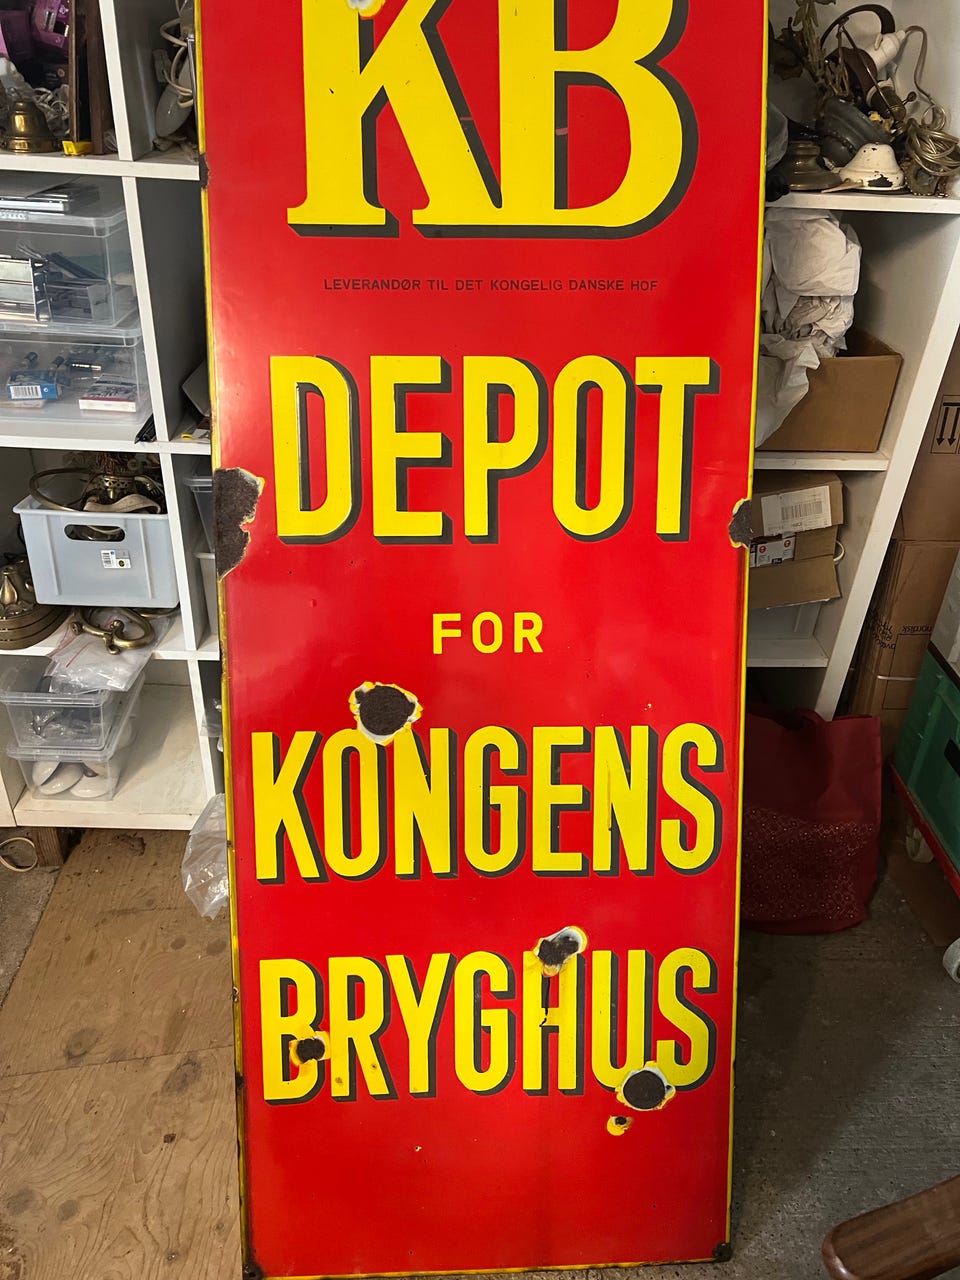 KB
LEVERANDØR TIL DET KONGELIG DANSKE HOF
DEPOT
FOR
KONGENS
BRYGHUS